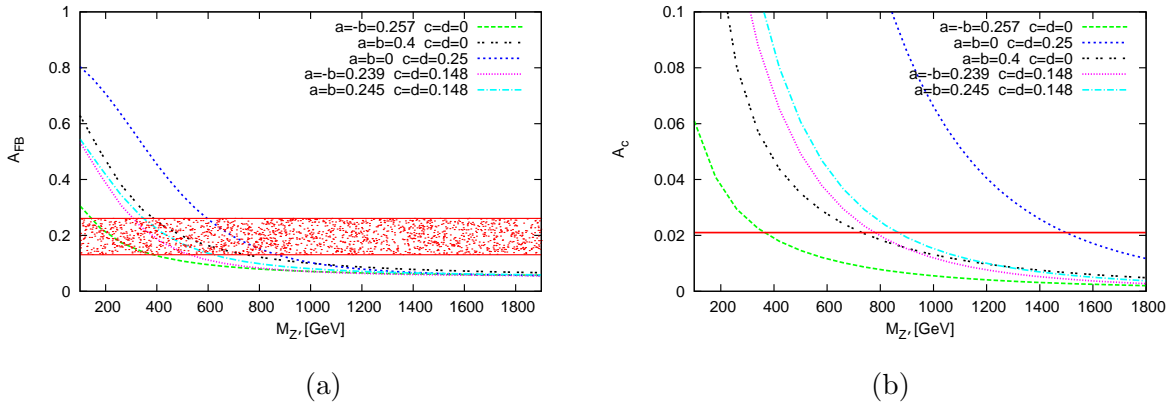 a=-b=0.257 c=d=0
a=b=0.4 c=d=0
a=b=0 c=d=0.25
a=-b=0.239 c=d=0.148
a=b=0.245 c=d=0.148
1
0.8
0.6
0.4
0.2
0
A_FB
0 200 400 600 800 1000 1200 1400 1600 1800
M_Z' [GeV]
(a)
a=-b=0.257 c=d=0
a=b=0 c=d=0.25
a=b=0.4 c=d=0
a=-b=0.239 c=d=0.148
a=b=0.245 c=d=0.148
0.1
0.08
0.06
0.04
0.02
0
A_c
200 400 600 800 1000 1200 1400 1600 1800
M_Z' [GeV]
(b)